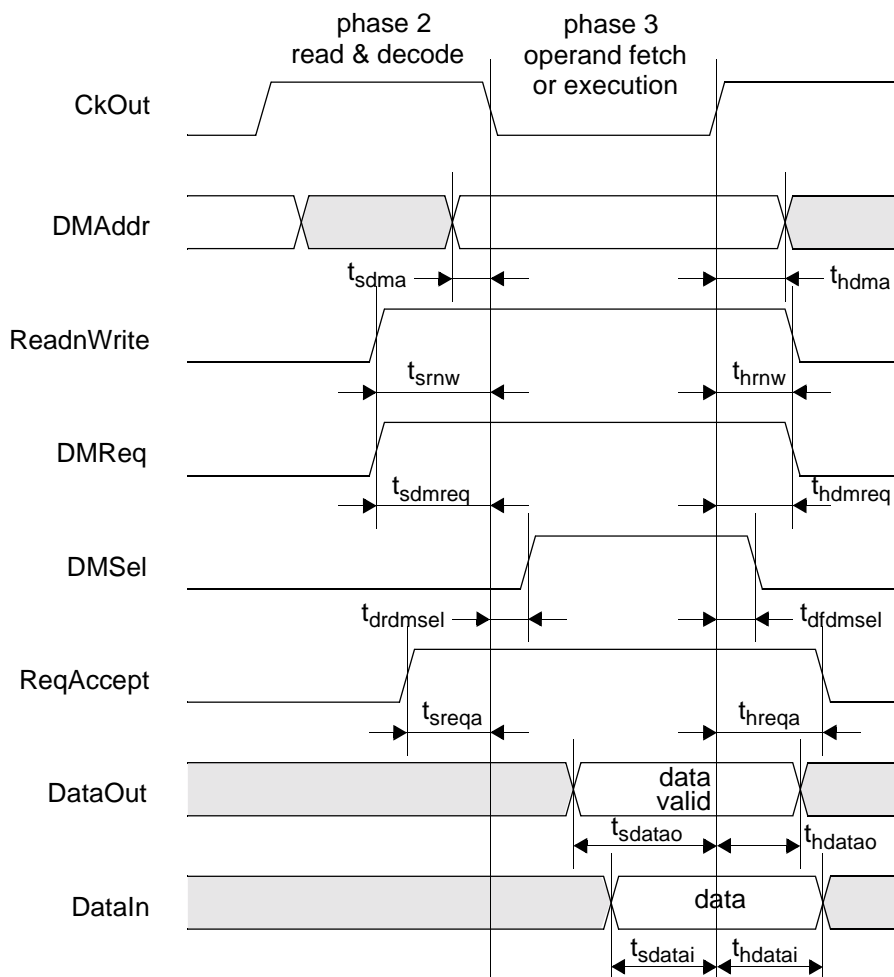 phase 2
read & decode
phase 3
operand fetch
or execution
CkOut
DMAddr
tsdma
thdma
ReadnWrite
tsrnw
thrnw
DMReq
tsdmreq
thdmreq
DMSel
tdrdmsel
tdfdmsel
ReqAccept
tsreqa
threqa
DataOut
data
valid
tsdatao
thdatao
DataIn
data
tsdatai
thdatai